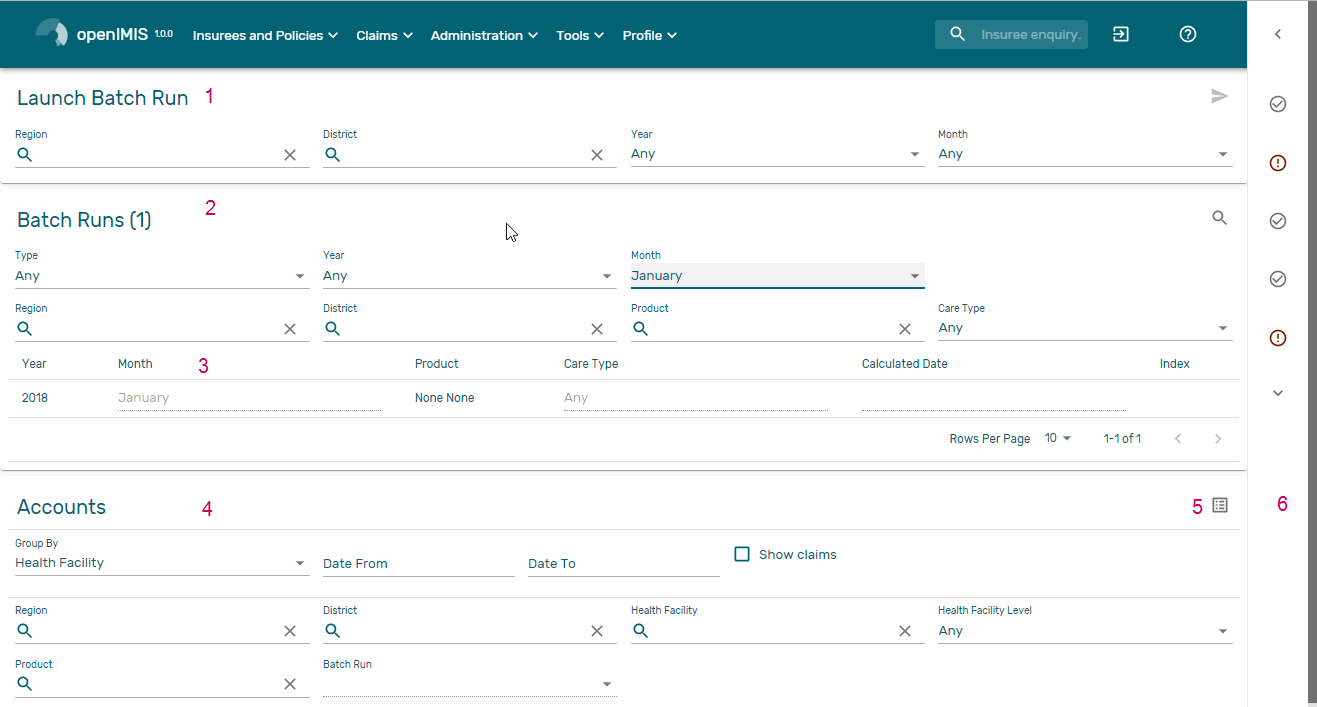 openIMIS 1.0.0 Insurees and Policies Claims Administration Tools Profile Insuree enquiry.
Launch Batch Run 1
Region District Year Month
Any Any
Batch Runs (1) 2
Type Year Month
Any Any January
Region District Product Care Type
Any
Year Month 3 Product Care Type Calculated Date Index
2018 January None None Any
Rows Per Page 10 1-1 of 1
Accounts 4 5 6
Group By
Health Facility Date From Date To Show claims
Region District Health Facility Health Facility Level
Any
Product Batch Run